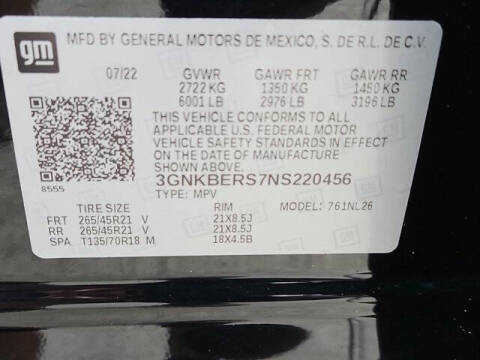 gm
MFD BY GENERAL MOTORS DE MEXICO, S. DE R.L. DE C.V.
07/22 GVWR GAWR FRT GAWR RR
2722 KG 1350 KG 1450 KG
6001 LB 2976 LB 3196 LB
THIS VEHICLE CONFORMS TO ALL
APPLICABLE U.S. FEDERAL MOTOR
VEHICLE SAFETY STANDARDS IN EFFECT
ON THE DATE OF MANUFACTURE SHOWN
ABOVE.
8555
3GNKBERS7NS220456
TYPE: MPV MODEL: 761NL26
TIRE SIZE RIM
FRT 265/45R21 V 21X8.5J
RR 265/45R21 V 21X8.5J
SPA T135/70R18 M 18X4.5B